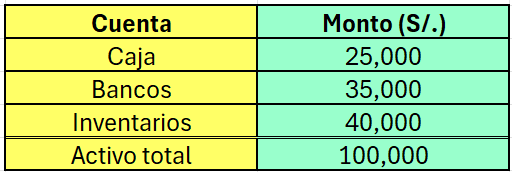 Cuenta Monto (S/.)
Caja 25,000
Bancos 35,000
Inventarios 40,000
Activo total 100,000